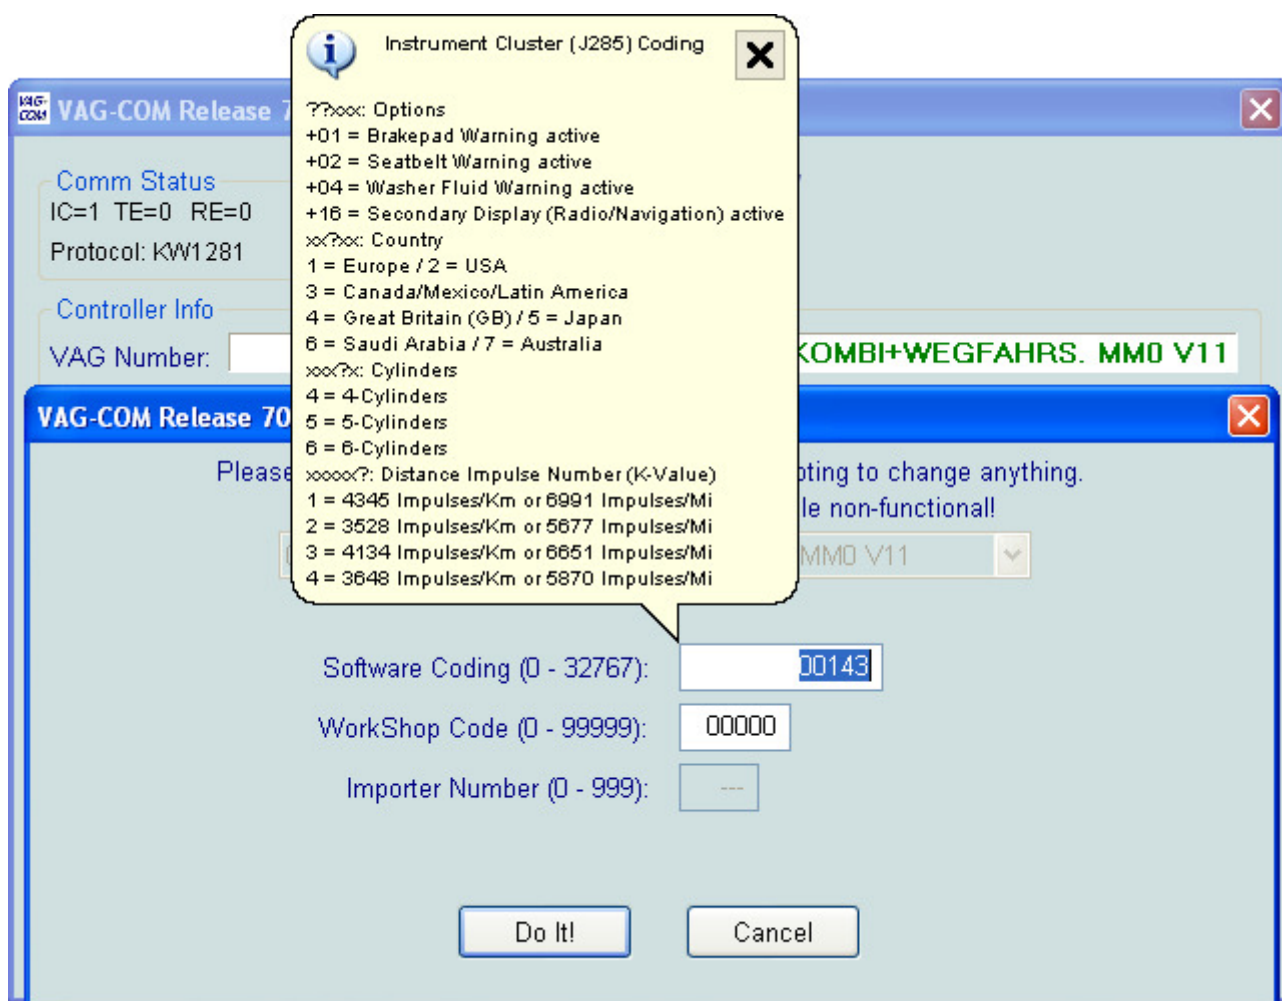 Instrument Cluster (J285) Coding
??xxx: Options
+01 = Brakepad Warning active
+02 = Seatbelt Warning active
+04 = Washer Fluid Warning active
+16 = Secondary Display (Radio/Navigation) active
xx?xx: Country
1 = Europe / 2 = USA
3 = Canada/Mexico/Latin America
4 = Great Britain (GB) / 5 = Japan
6 = Saudi Arabia / 7 = Australia
xxx?x: Cylinders
4 = 4-Cylinders
5 = 5-Cylinders
6 = 6-Cylinders
xxxx?: Distance Impulse Number (K-Value)
1 = 4345 Impulses/Km or 6991 Impulses/Mi
2 = 3528 Impulses/Km or 5677 Impulses/Mi
3 = 4134 Impulses/Km or 6651 Impulses/Mi
4 = 3648 Impulses/Km or 5870 Impulses/Mi
VAG-COM
VAG-COM Release 7
Comm Status
IC=1 TE=0 RE=0
Protocol: KW1281
Controller Info
VAG Number:
KOMBI+WEGFAHRS. MM0 V11
VAG-COM Release 70
Please
pting to change anything.
le non-functional!
MM0 V11
Software Coding (0 - 32767):
00143
WorkShop Code (0 - 99999):
00000
Importer Number (0 - 999):
---
Do It!
Cancel